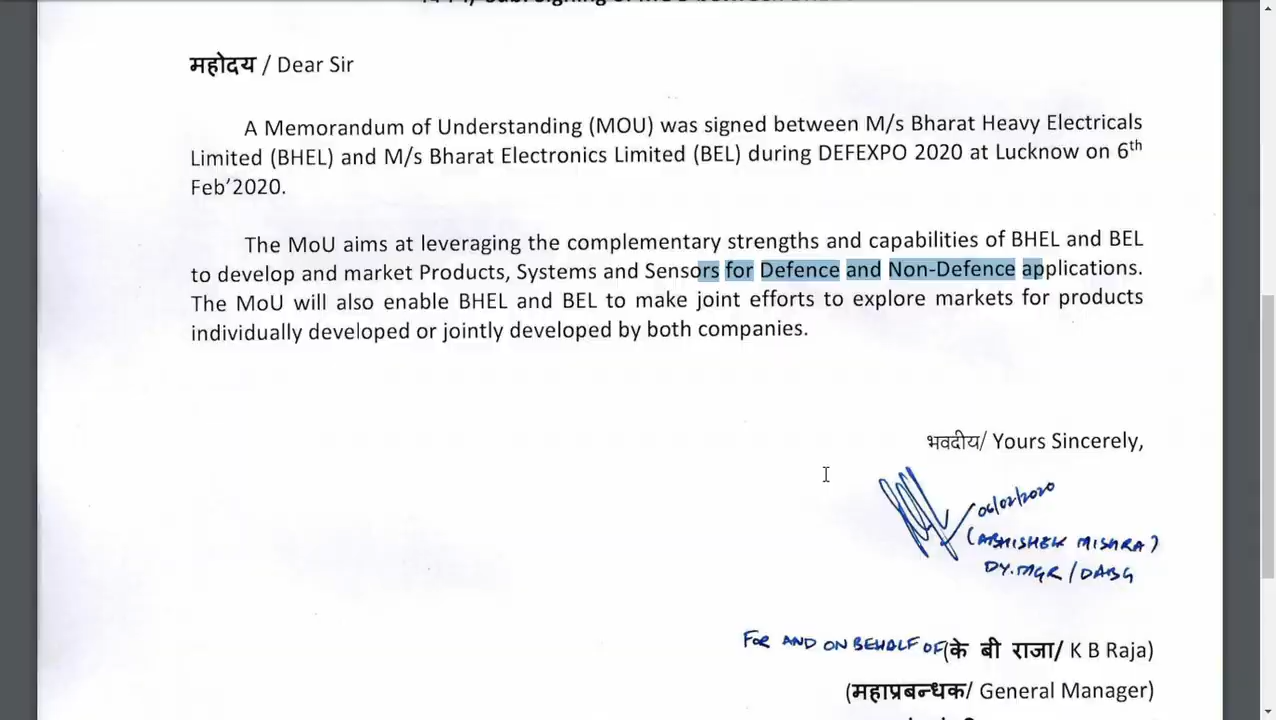 महोदय / Dear Sir
A Memorandum of Understanding (MOU) was signed between M/s Bharat Heavy Electricals
Limited (BHEL) and M/s Bharat Electronics Limited (BEL) during DEFEXPO 2020 at Lucknow on 6th
Feb'2020.
The MoU aims at leveraging the complementary strengths and capabilities of BHEL and BEL
to develop and market Products, Systems and Sensors for Defence and Non-Defence applications.
The MoU will also enable BHEL and BEL to make joint efforts to explore markets for products
individually developed or jointly developed by both companies.
भवदीय/ Yours Sincerely,
06/02/2020
(ABHISHEK MISHRA)
DY.MGR / DABG
FOR AND ON BEHALF OF (के बी राजा/ K B Raja)
(महाप्रबन्धक/ General Manager)